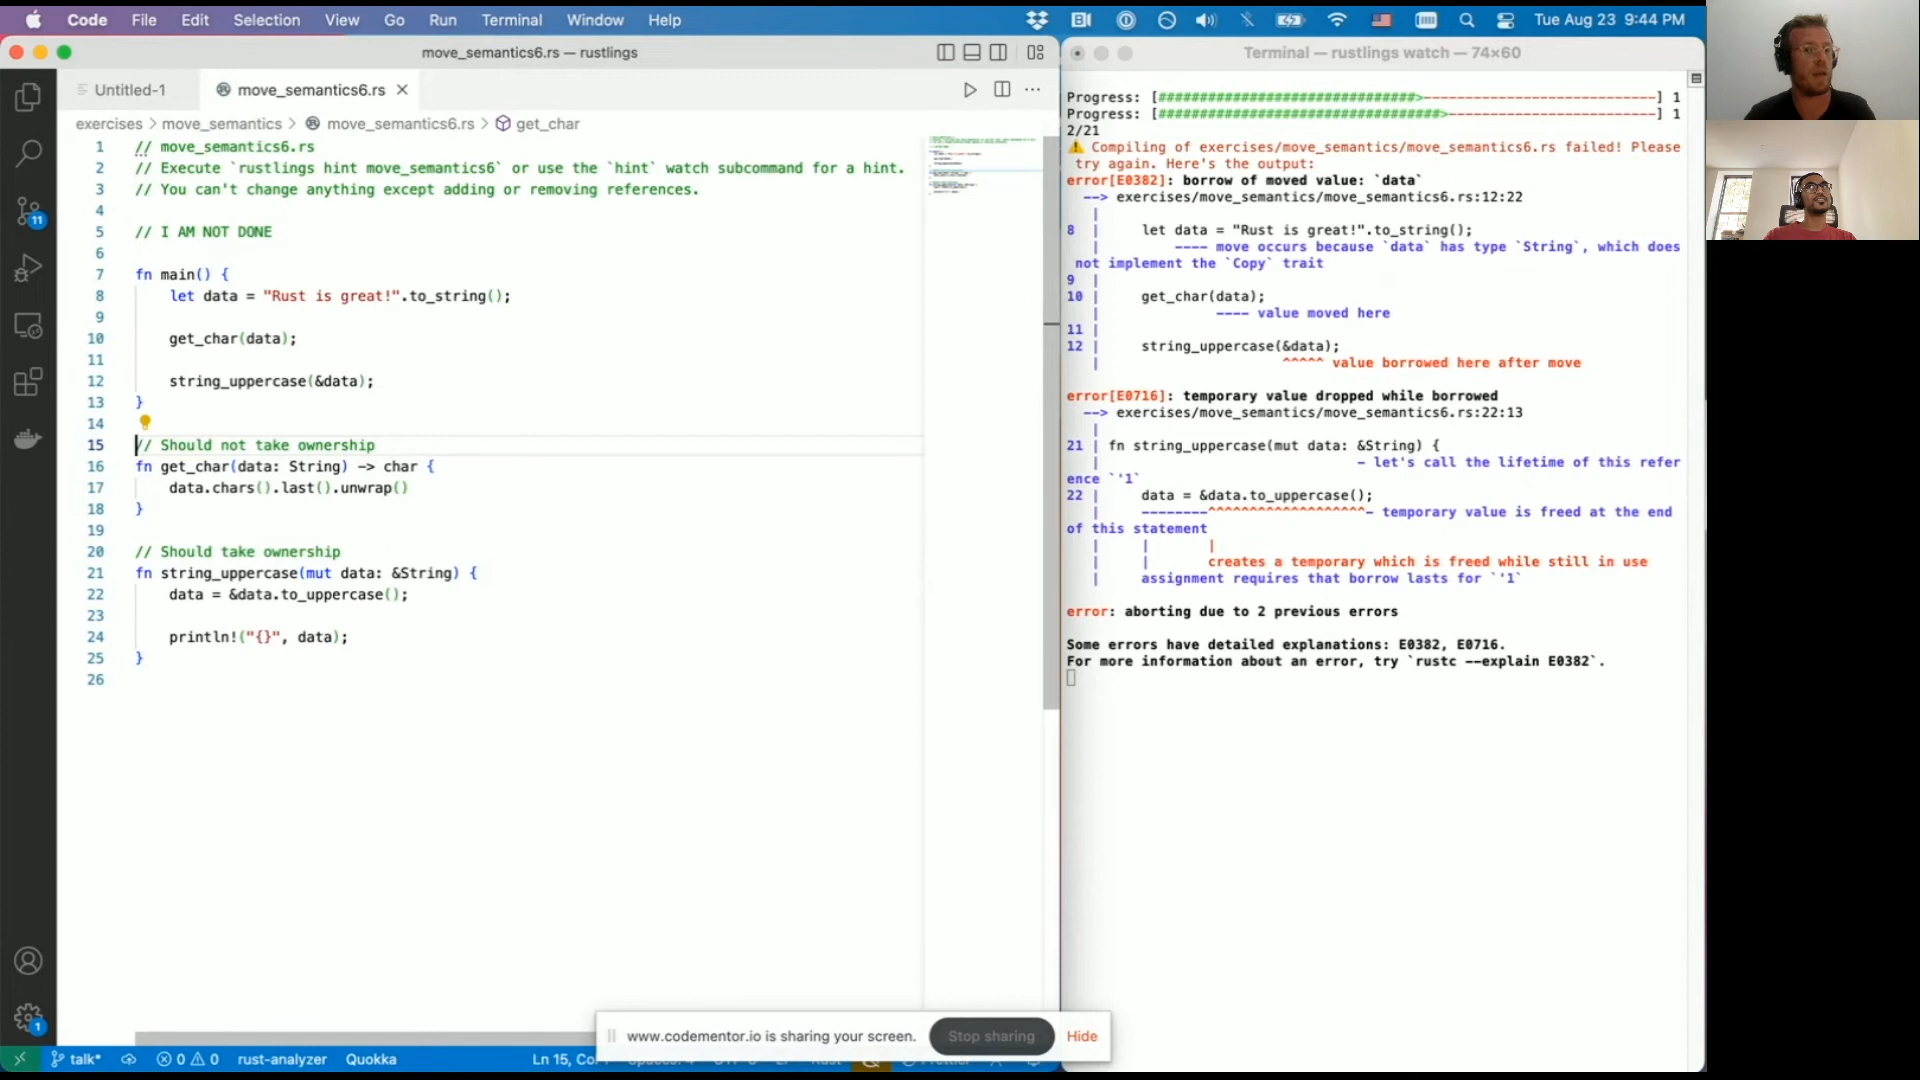 Code File Edit Selection View Go Run Terminal Window Help
Tue Aug 23 9:44 PM
move_semantics6.rs — rustlings
Untitled-1
move_semantics6.rs
exercises > move_semantics > move_semantics6.rs > get_char
1 // move_semantics6.rs
2 // Execute `rustlings hint move_semantics6` or use the `hint` watch subcommand for a hint.
3 // You can't change anything except adding or removing references.
4
5 // I AM NOT DONE
6
7 fn main() {
8 let data = "Rust is great!".to_string();
9
10 get_char(data);
11
12 string_uppercase(&data);
13 }
14
15 // Should not take ownership
16 fn get_char(data: String) -> char {
17 data.chars().last().unwrap()
18 }
19
20 // Should take ownership
21 fn string_uppercase(mut data: &String) {
22 data = &data.to_uppercase();
23
24 println!("{}", data);
25 }
26
11
1
talk*
0 0
rust-analyzer
Quokka
Ln 15, Co
www.codementor.io is sharing your screen.
Stop sharing
Hide
Terminal — rustlings watch — 74×60
Progress: [###############################>----------------------------] 1
Progress: [##################################>-------------------------] 1
2/21
Compiling of exercises/move_semantics/move_semantics6.rs failed! Please
try again. Here's the output:
error[E0382]: borrow of moved value: `data`
--> exercises/move_semantics/move_semantics6.rs:12:22
|
8 | let data = "Rust is great!".to_string();
| ---- move occurs because `data` has type `String`, which does
not implement the `Copy` trait
9 |
10 | get_char(data);
| ---- value moved here
11 |
12 | string_uppercase(&data);
| ^^^^^ value borrowed here after move
error[E0716]: temporary value dropped while borrowed
--> exercises/move_semantics/move_semantics6.rs:22:13
|
21 | fn string_uppercase(mut data: &String) {
| - let's call the lifetime of this refer
ence `'1`
22 | data = &data.to_uppercase();
| --------^^^^^^^^^^^^^^^^^^^- temporary value is freed at the end
of this statement
| | |
| | creates a temporary which is freed while still in use
| assignment requires that borrow lasts for `'1`
error: aborting due to 2 previous errors
Some errors have detailed explanations: E0382, E0716.
For more information about an error, try `rustc --explain E0382`.